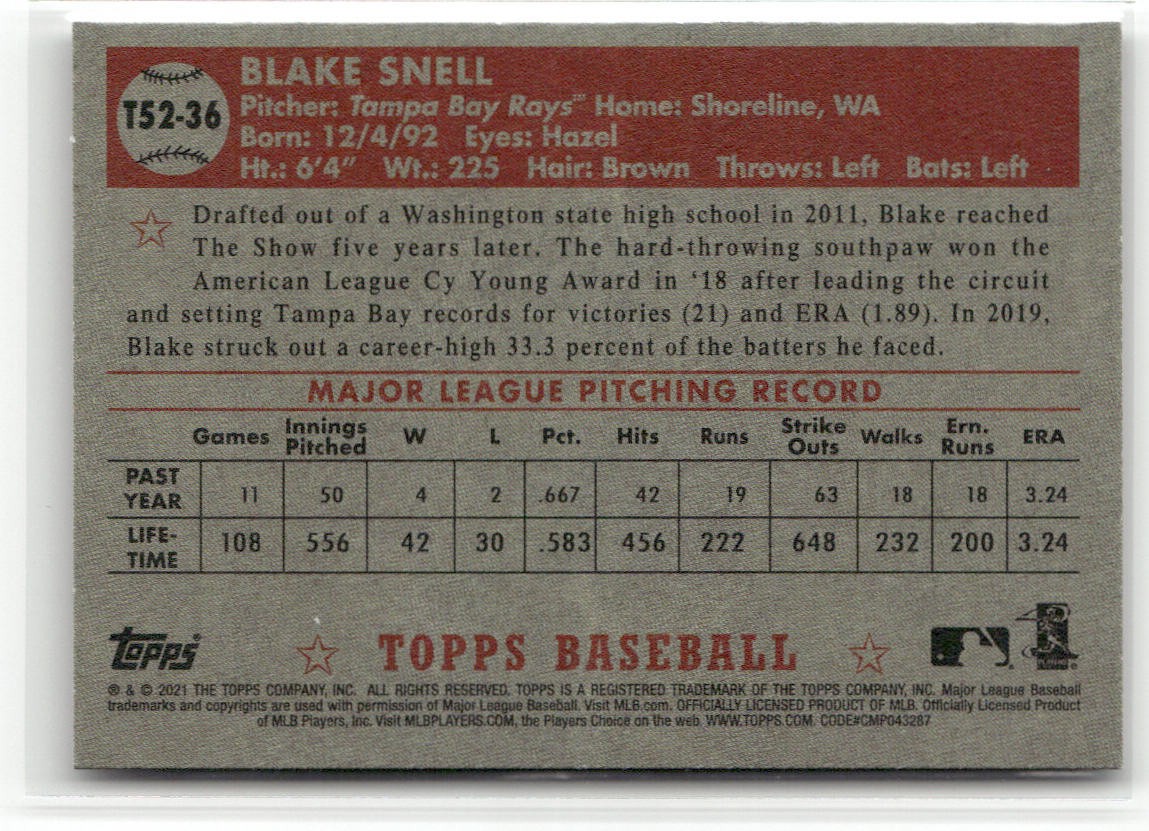 T52-36
BLAKE SNELL
Pitcher: Tampa Bay Rays™ Home: Shoreline, WA
Born: 12/4/92 Eyes: Hazel
Ht.: 6'4" Wt.: 225 Hair: Brown Throws: Left Bats: Left
Drafted out of a Washington state high school in 2011, Blake reached
The Show five years later. The hard-throwing southpaw won the
American League Cy Young Award in ‘18 after leading the circuit
and setting Tampa Bay records for victories (21) and ERA (1.89). In 2019,
Blake struck out a career-high 33.3 percent of the batters he faced.
MAJOR LEAGUE PITCHING RECORD
Games Innings Pitched W L Pct. Hits Runs Strike Outs Walks Ern. Runs ERA
PAST YEAR 11 50 4 2 .667 42 19 63 18 18 3.24
LIFE-TIME 108 556 42 30 .583 456 222 648 232 200 3.24
Topps® TOPPS BASEBALL
® & © 2021 THE TOPPS COMPANY, INC. ALL RIGHTS RESERVED. TOPPS IS A REGISTERED TRADEMARK OF THE TOPPS COMPANY, INC. Major League Baseball
trademarks and copyrights are used with permission of Major League Baseball. Visit MLB.com. OFFICIALLY LICENSED PRODUCT OF MLB. Officially Licensed Product
of MLB Players, Inc. Visit MLBPLAYERS.COM, the Players Choice on the web. WWW.TOPPS.COM. CODE#CMP043287